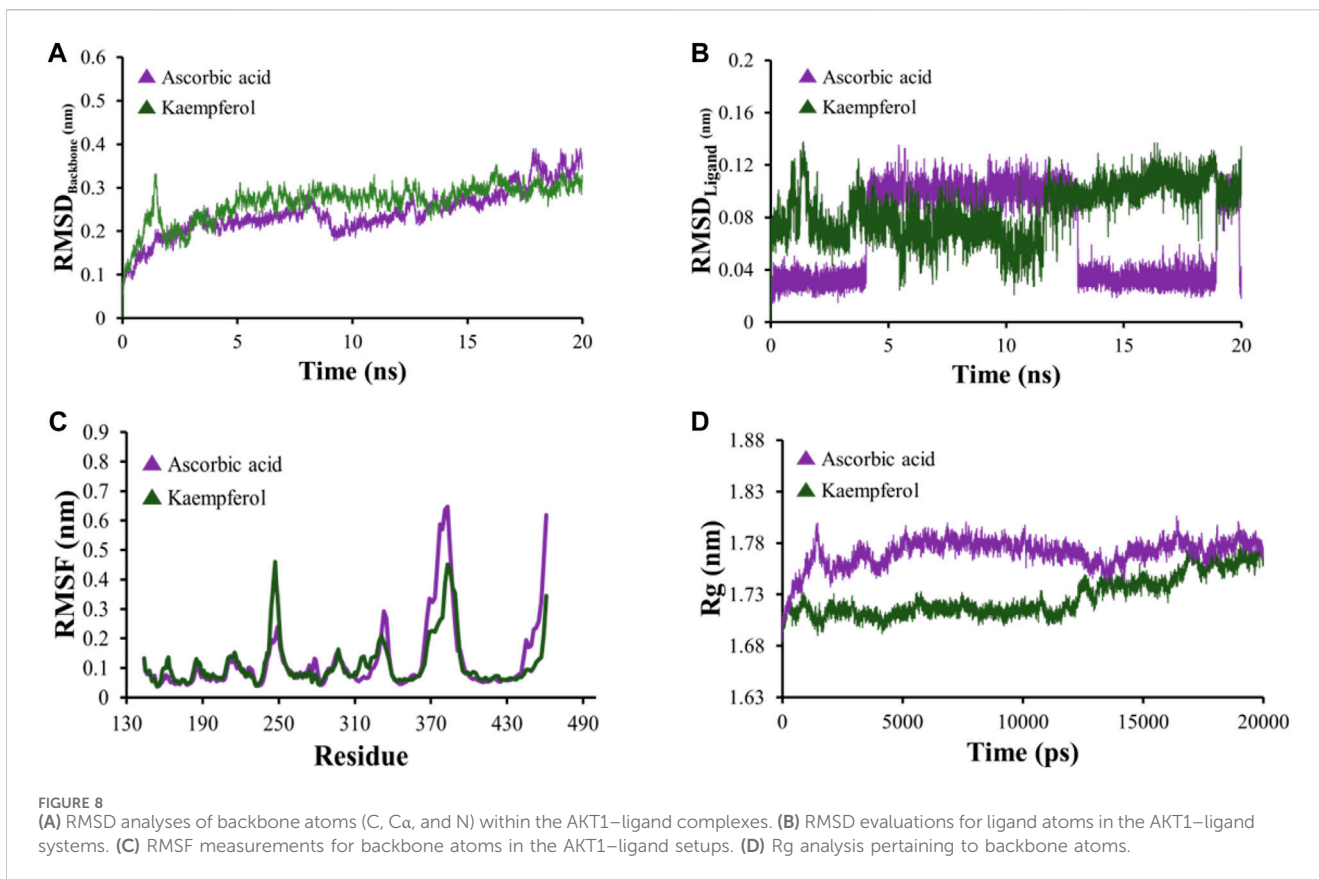 A
RMSD Backbone (nm)
0.6
0.5
0.4
0.3
0.2
0.1
0
Ascorbic acid
Kaempferol
0 5 10 15 20
Time (ns)
B
RMSD Ligand (nm)
0.2
0.16
0.12
0.08
0.04
0
Ascorbic acid
Kaempferol
0 5 10 15 20
Time (ns)
C
RMSF (nm)
0.9
0.8
0.7
0.6
0.5
0.4
0.3
0.2
0.1
0
Ascorbic acid
Kaempferol
130 190 250 310 370 430 490
Residue
D
Rg (nm)
1.88
1.83
1.78
1.73
1.68
1.63
Ascorbic acid
Kaempferol
0 5000 10000 15000 20000
Time (ps)
FIGURE 8
(A) RMSD analyses of backbone atoms (C, Cα, and N) within the AKT1–ligand complexes. (B) RMSD evaluations for ligand atoms in the AKT1–ligand
systems. (C) RMSF measurements for backbone atoms in the AKT1–ligand setups. (D) Rg analysis pertaining to backbone atoms.